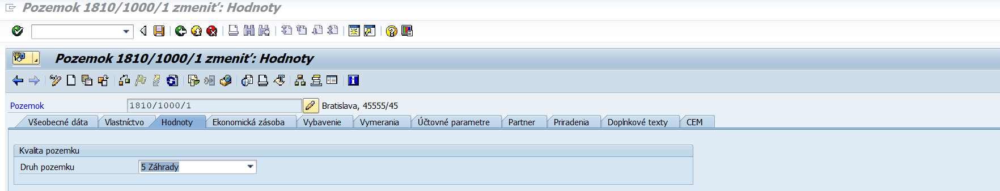 Pozemok 1810/1000/1 zmeniť: Hodnoty
Pozemok 1810/1000/1 zmeniť: Hodnoty
Pozemok 1810/1000/1 Bratislava, 45555/45
Všeobecné dáta Vlastníctvo Hodnoty Ekonomická zásoba Vybavenie Vymerania Účtovné parametre Partner Priradenia Doplnkové texty CEM
Kvalita pozemku
Druh pozemku 5 Záhrady